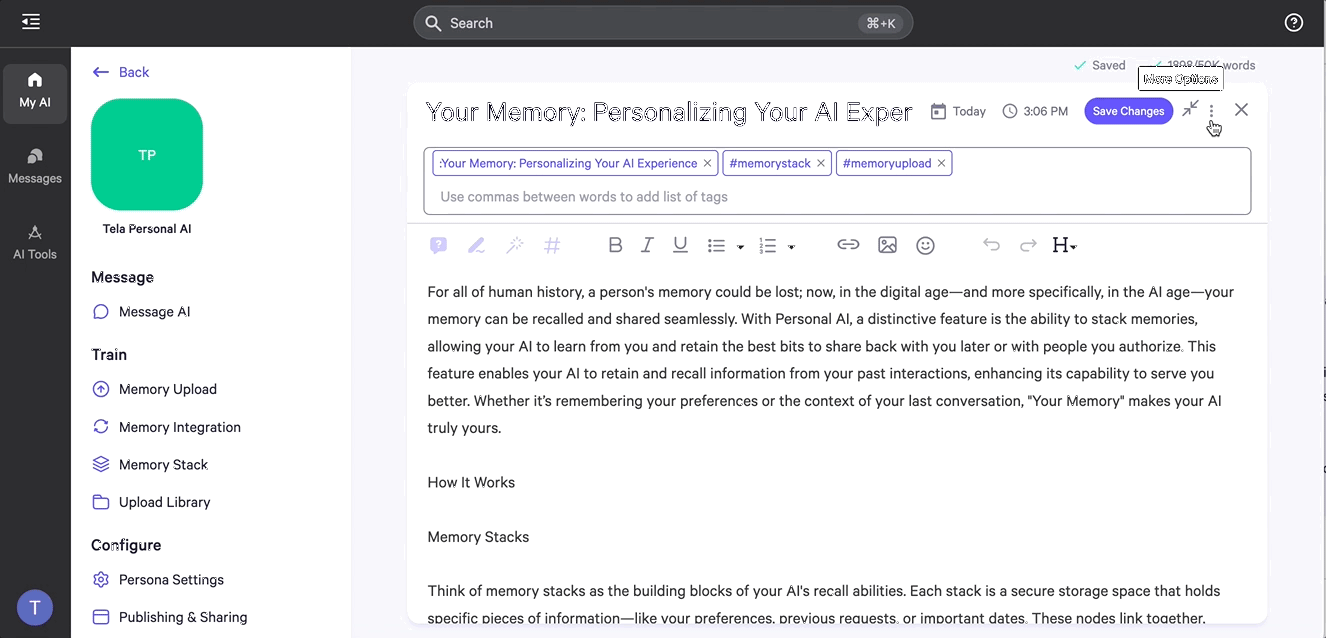 Search
⌘+K
My AI
Messages
AI Tools
T
Back
TP
Tela Personal AI
Message
Message AI
Train
Memory Upload
Memory Integration
Memory Stack
Upload Library
Configure
Persona Settings
Publishing & Sharing
Saved
1998/50K words
More Options
Your Memory: Personalizing Your AI Exper
Today
3:06 PM
Save Changes
:Your Memory: Personalizing Your AI Experience
#memorystack
#memoryupload
Use commas between words to add list of tags
B I U
H
For all of human history, a person's memory could be lost; now, in the digital age—and more specifically, in the AI age—your
memory can be recalled and shared seamlessly. With Personal AI, a distinctive feature is the ability to stack memories,
allowing your AI to learn from you and retain the best bits to share back with you later or with people you authorize. This
feature enables your AI to retain and recall information from your past interactions, enhancing its capability to serve you
better. Whether it’s remembering your preferences or the context of your last conversation, "Your Memory" makes your AI
truly yours.
How It Works
Memory Stacks
Think of memory stacks as the building blocks of your AI's recall abilities. Each stack is a secure storage space that holds
specific pieces of information—like your preferences, previous requests, or important dates. These nodes link together,